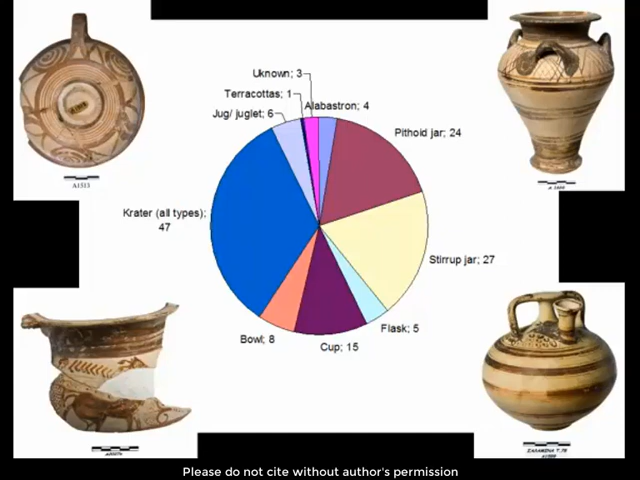 Uknown; 3
Terracottas; 1
Alabastron; 4
Jug/ juglet; 6
Pithoid jar; 24
Krater (all types);
47
Stirrup jar; 27
Flask; 5
Bowl; 8
Cup; 15
A1513
Please do not cite without author's permission